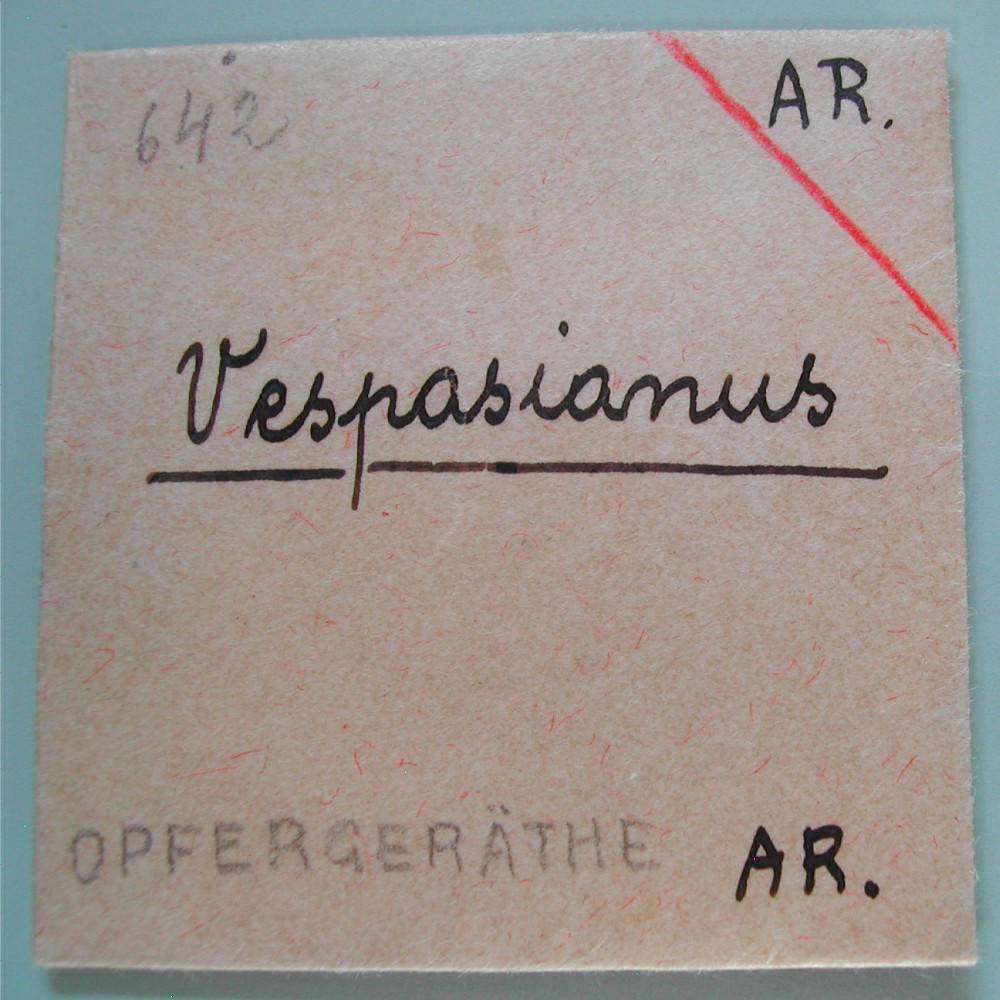 642 AR.
Vespasianus
OPFERGERÄTHE AR.